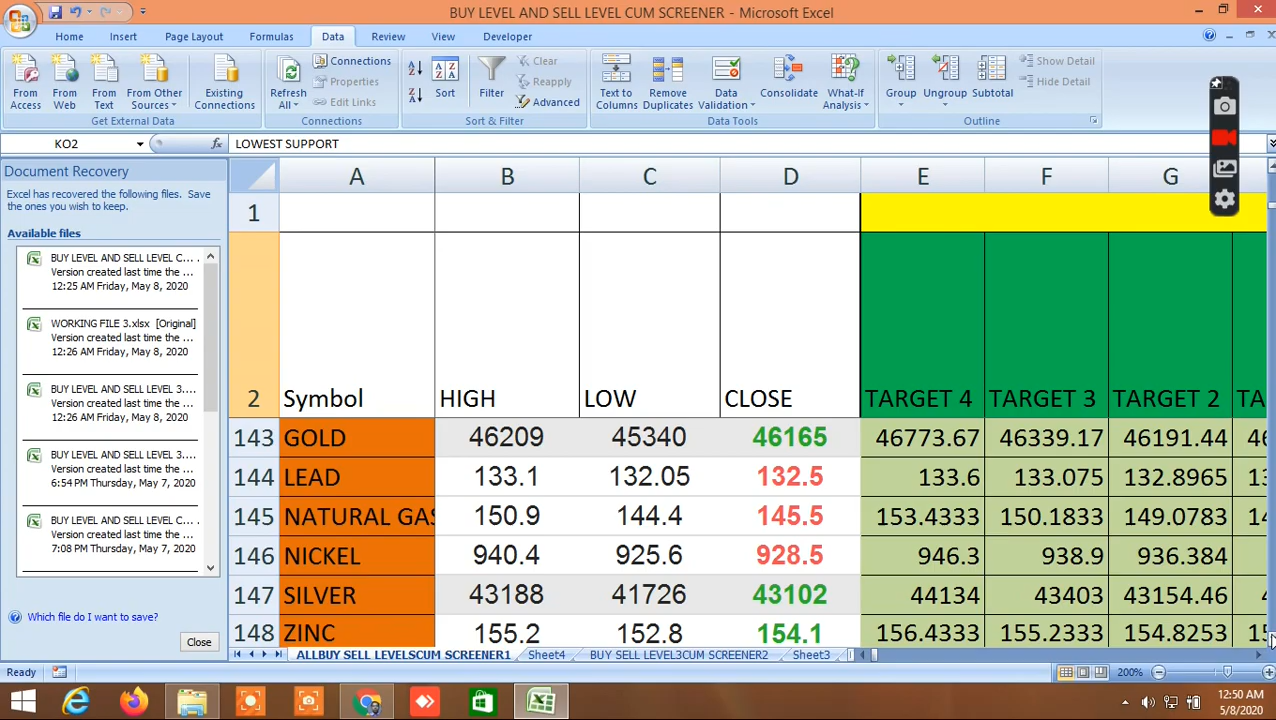 BUY LEVEL AND SELL LEVEL CUM SCREENER - Microsoft Excel
Home Insert Page Layout Formulas Data Review View Developer
From Access
From Web
From Text
From Other Sources
Existing Connections
Get External Data
Refresh All
Connections
Properties
Edit Links
Connections
Sort
Filter
Clear
Reapply
Advanced
Sort & Filter
Text to Columns
Remove Duplicates
Data Validation
Consolidate
What-If Analysis
Data Tools
Group
Ungroup
Subtotal
Show Detail
Hide Detail
Outline
KO2 fx LOWEST SUPPORT
Document Recovery
Excel has recovered the following files. Save
the ones you wish to keep.
Available files
BUY LEVEL AND SELL LEVEL C...
Version created last time the ...
12:25 AM Friday, May 8, 2020
WORKING FILE 3.xlsx [Original]
Version created last time the ...
12:26 AM Friday, May 8, 2020
BUY LEVEL AND SELL LEVEL 3....
Version created last time the ...
12:26 AM Friday, May 8, 2020
BUY LEVEL AND SELL LEVEL 3....
Version created last time the ...
6:54 PM Thursday, May 7, 2020
BUY LEVEL AND SELL LEVEL C...
Version created last time the ...
7:08 PM Thursday, May 7, 2020
Which file do I want to save?
Close
A B C D E F G
1
2 Symbol HIGH LOW CLOSE TARGET 4 TARGET 3 TARGET 2 TA
143 GOLD 46209 45340 46165 46773.67 46339.17 46191.44 46
144 LEAD 133.1 132.05 132.5 133.6 133.075 132.8965 13
145 NATURAL GAS 150.9 144.4 145.5 153.4333 150.1833 149.0783 14
146 NICKEL 940.4 925.6 928.5 946.3 938.9 936.384
147 SILVER 43188 41726 43102 44134 43403 43154.46 4
148 ZINC 155.2 152.8 154.1 156.4333 155.2333 154.8253 15
ALLBUY SELL LEVELSCUM SCREENER1 Sheet4 BUY SELL LEVEL3CUM SCREENER2 Sheet3
Ready 200%
12:50 AM
5/8/2020